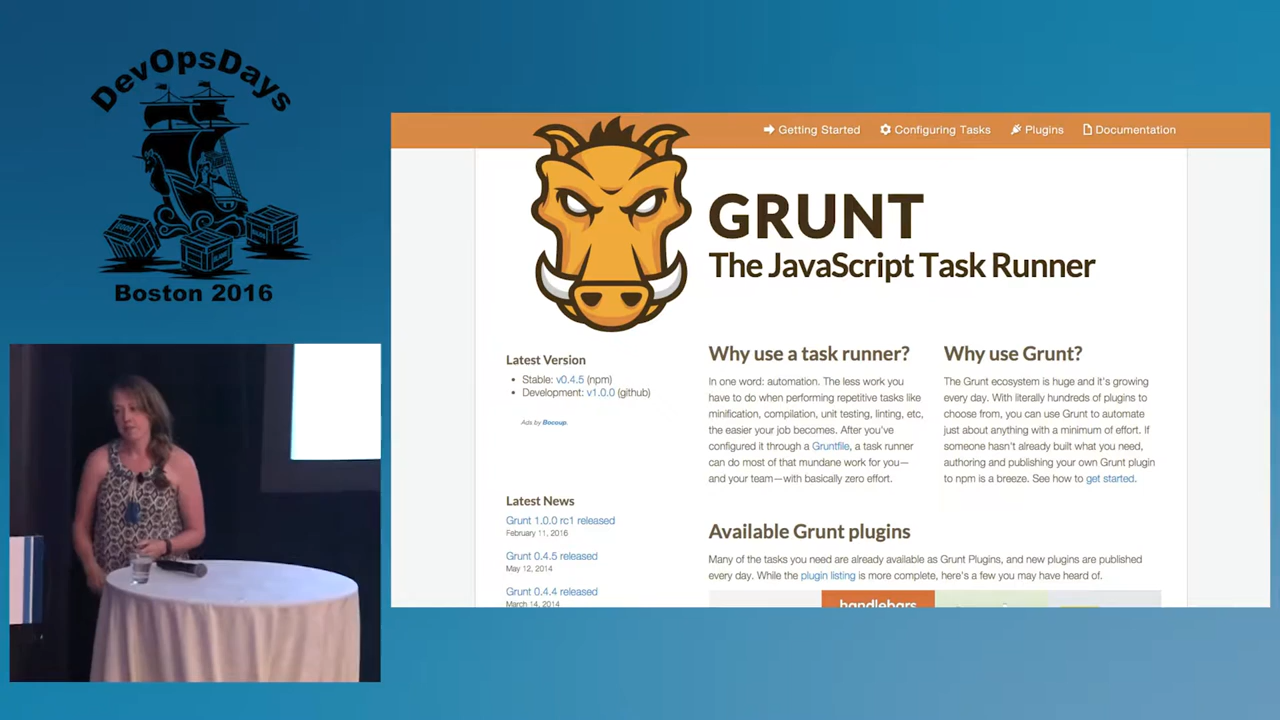 DevOpsDays
Boston 2016
Getting Started
Configuring Tasks
Plugins
Documentation
GRUNT
The JavaScript Task Runner
Latest Version
Stable: v0.4.5 (npm)
Development: v1.0.0 (github)
Ads by Bocoup.
Latest News
Grunt 1.0.0 rc1 released
February 11, 2016
Grunt 0.4.5 released
May 12, 2014
Grunt 0.4.4 released
March 14, 2014
Why use a task runner?
In one word: automation. The less work you
have to do when performing repetitive tasks like
minification, compilation, unit testing, linting, etc,
the easier your job becomes. After you've
configured it through a Gruntfile, a task runner
can do most of that mundane work for you—
and your team—with basically zero effort.
Why use Grunt?
The Grunt ecosystem is huge and it's growing
every day. With literally hundreds of plugins to
choose from, you can use Grunt to automate
just about anything with a minimum of effort. If
someone hasn't already built what you need,
authoring and publishing your own Grunt plugin
to npm is a breeze. See how to get started.
Available Grunt plugins
Many of the tasks you need are already available as Grunt Plugins, and new plugins are published
every day. While the plugin listing is more complete, here's a few you may have heard of.
handlebars